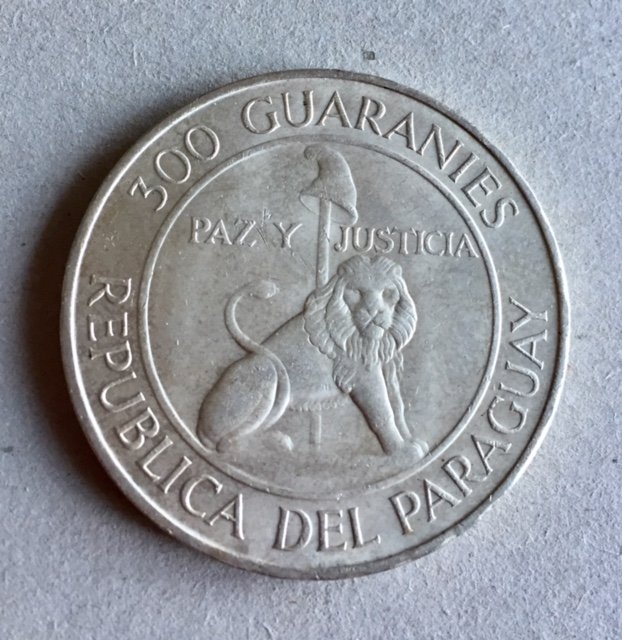 300 GUARANIES
PAZ Y JUSTICIA
REPUBLICA DEL PARAGUAY